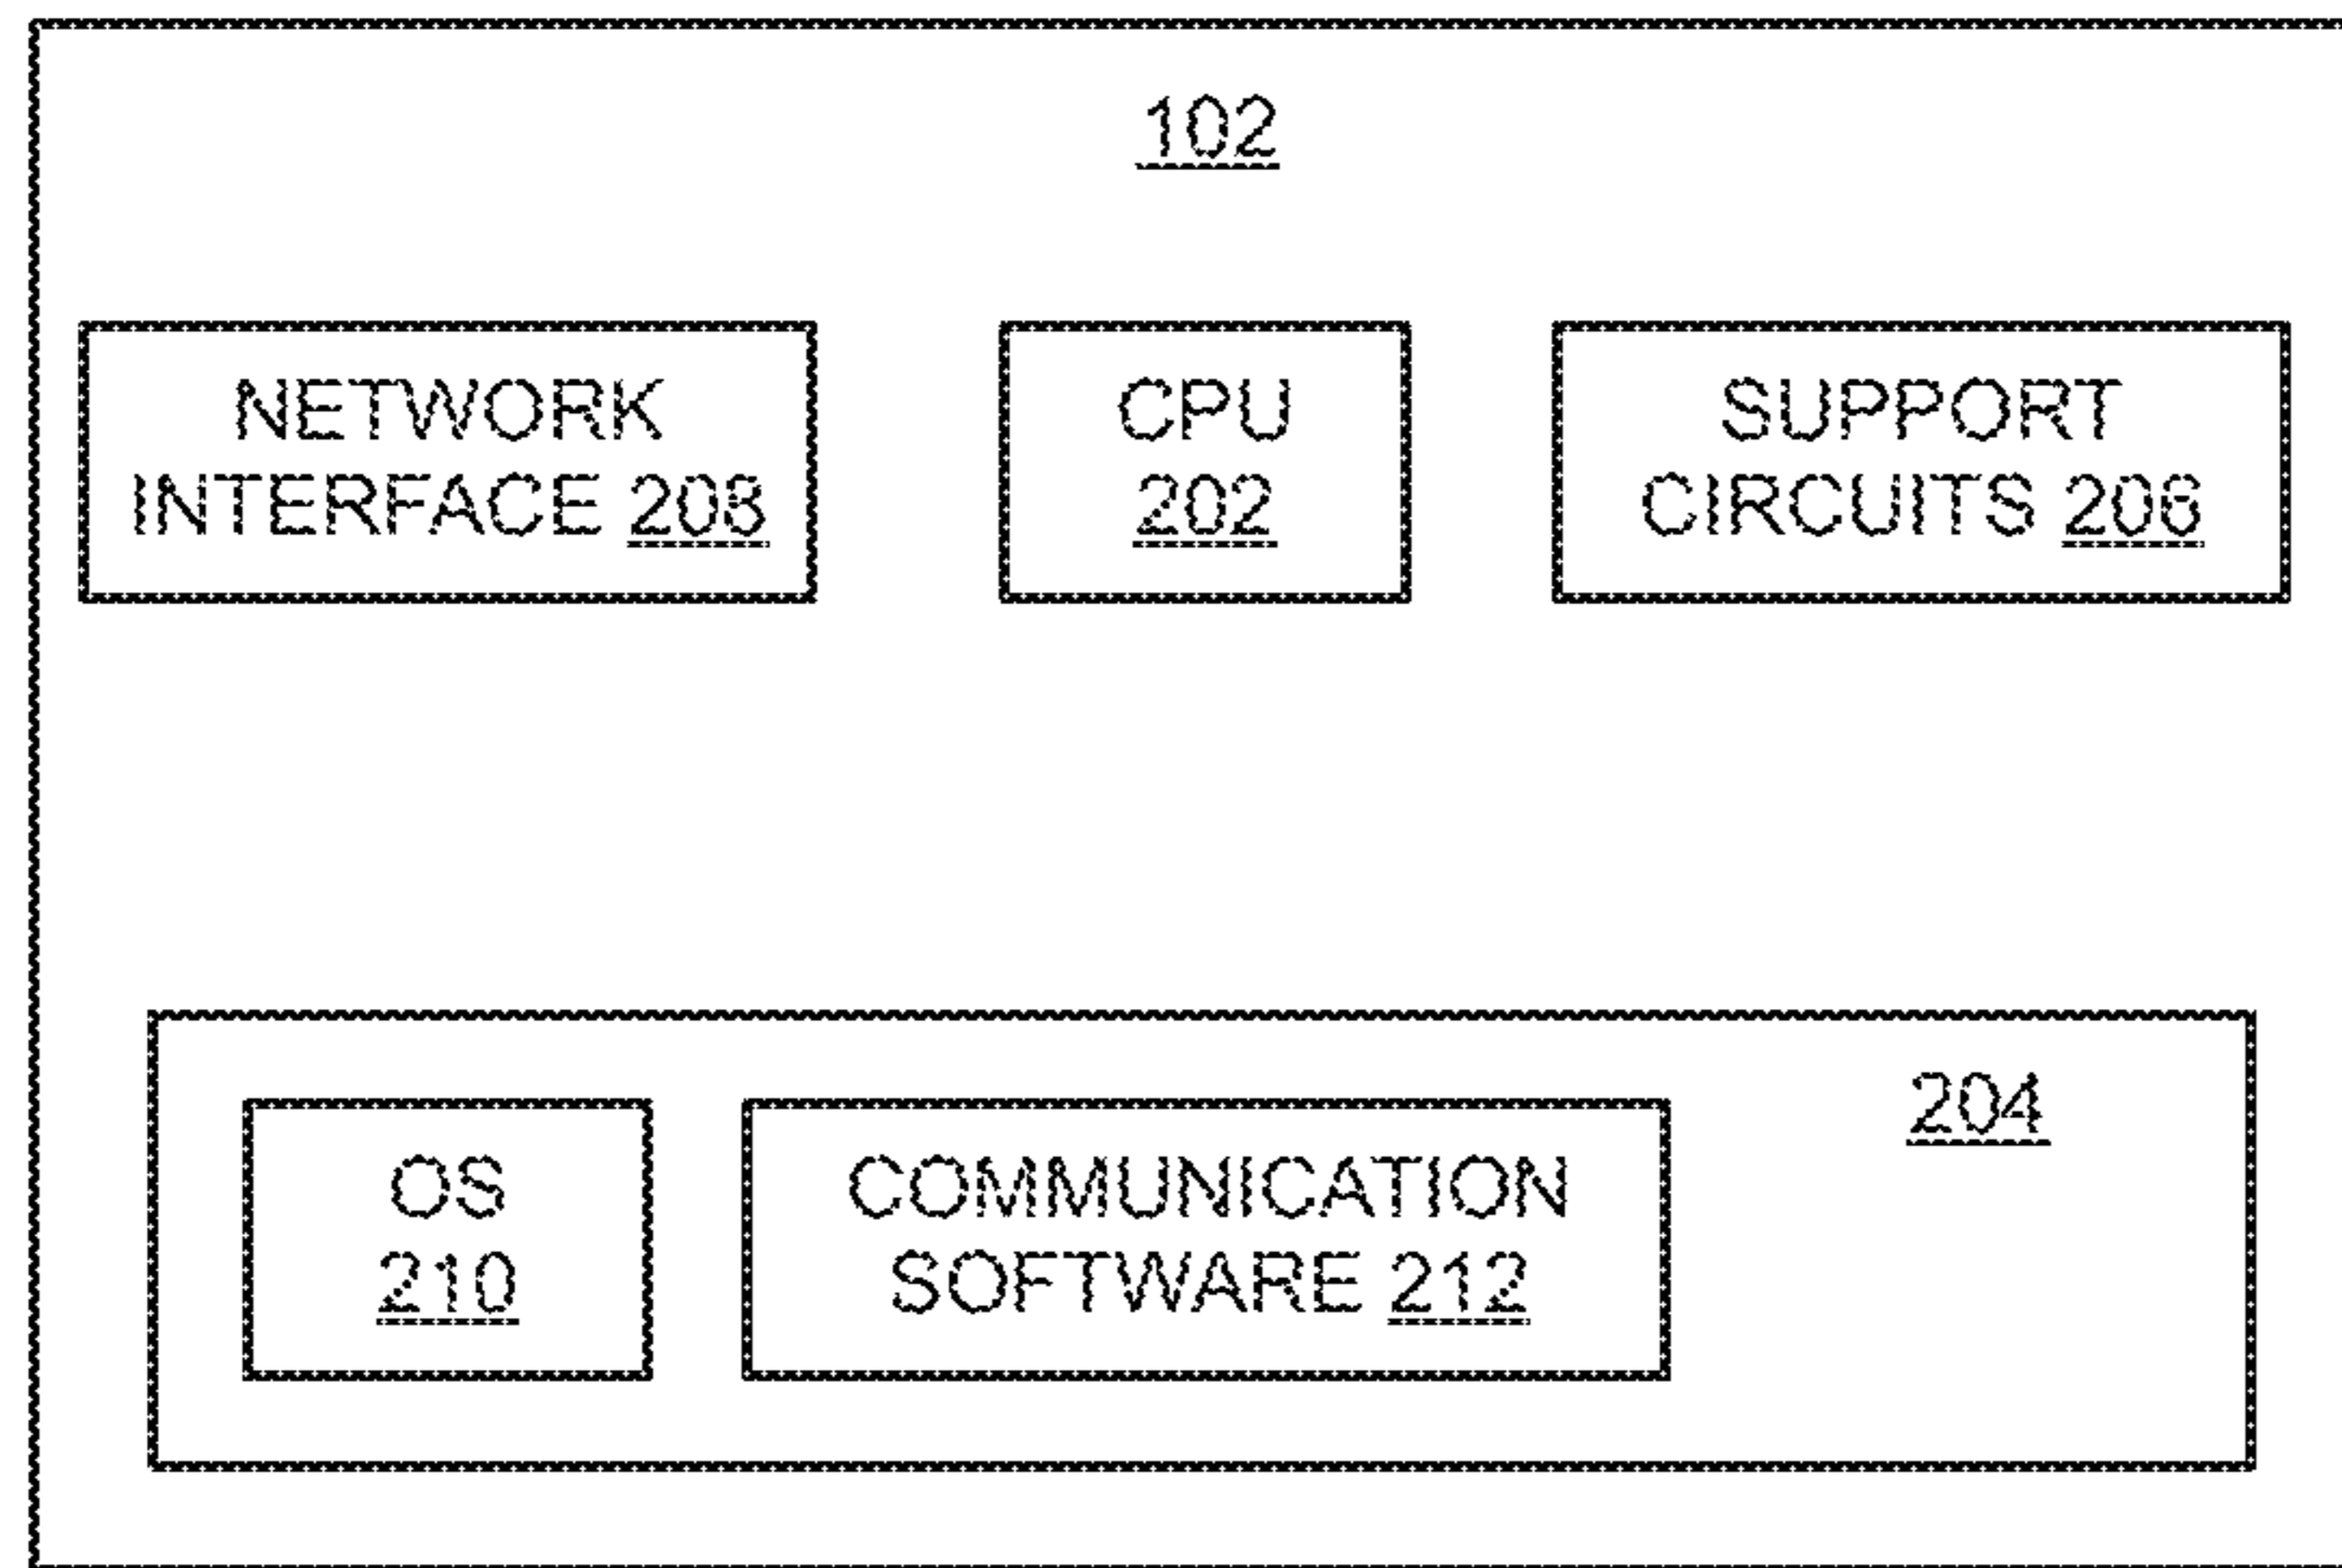 102
NETWORK
INTERFACE 208
CPU
202
SUPPORT
CIRCUITS 206
204
OS
210
COMMUNICATION
SOFTWARE 212